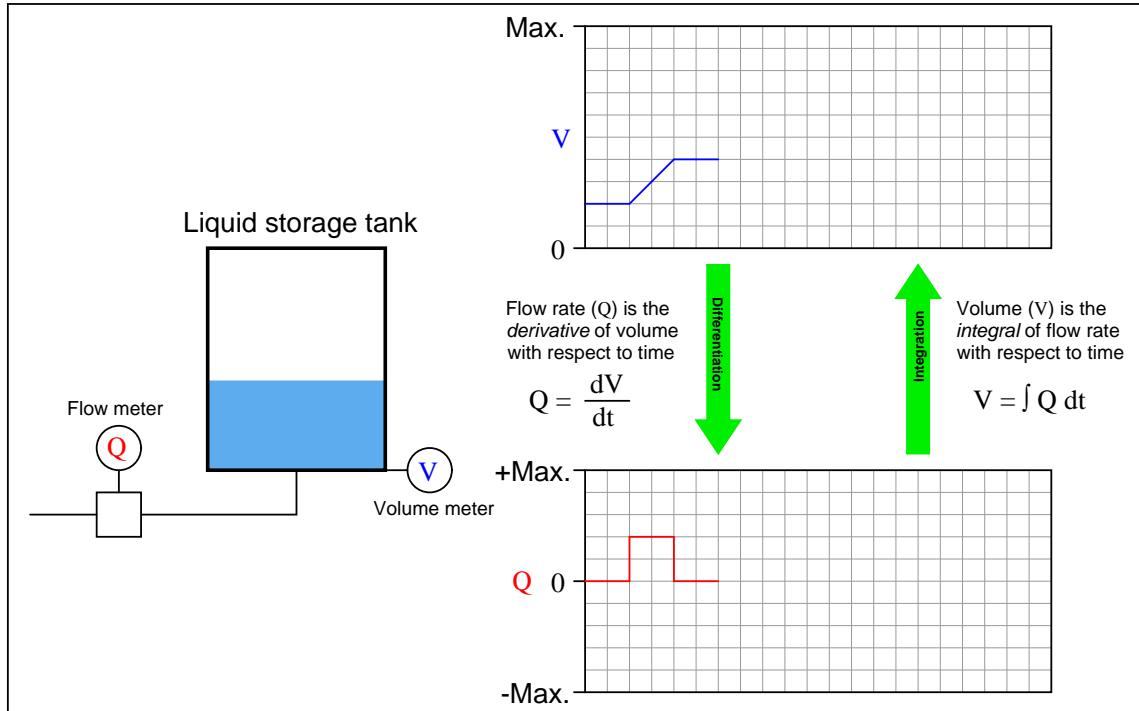 Max.
V
0
Liquid storage tank
Flow meter
Q
V
Volume meter
Flow rate (Q) is the
derivative of volume
with respect to time
Q = dV
dt
Differentiation
Integration
Volume (V) is the
integral of flow rate
with respect to time
V = ∫ Q dt
+Max.
Q 0
-Max.